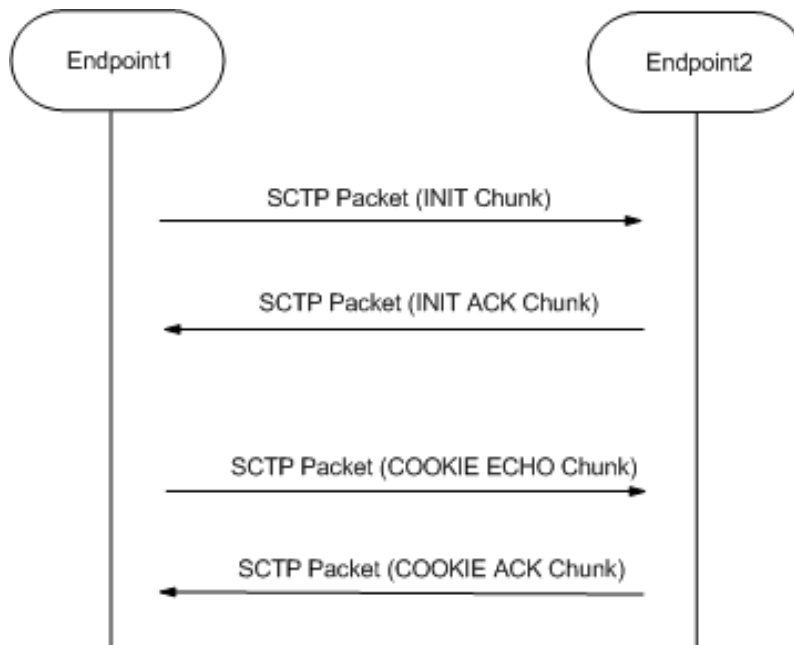 Endpoint1
Endpoint2
SCTP Packet (INIT Chunk)
SCTP Packet (INIT ACK Chunk)
SCTP Packet (COOKIE ECHO Chunk)
SCTP Packet (COOKIE ACK Chunk)